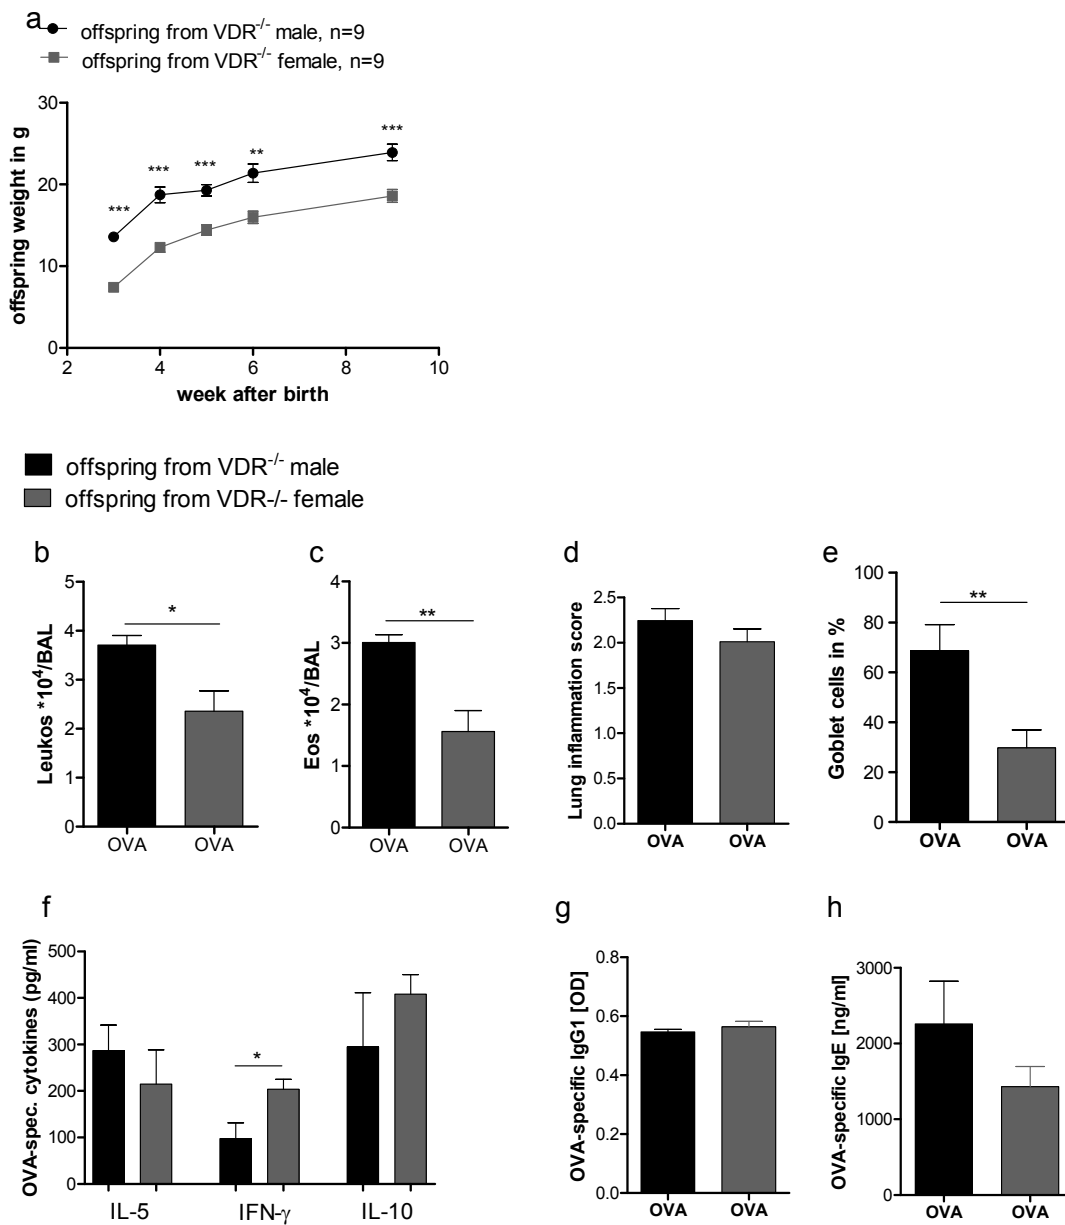 a
offspring from VDR-/- male, n=9
offspring from VDR-/- female, n=9
offspring weight in g
30
20
10
0
***
***
***
**
***
2
4
6
8
10
week after birth
offspring from VDR-/- male
offspring from VDR-/- female
b
Leukos *10^4/BAL
5
4
3
2
1
0
*
OVA
OVA
c
Eos *10^4/BAL
4
3
2
1
0
**
OVA
OVA
d
Lung inflammation score
2.5
2.0
1.5
1.0
0.5
0.0
OVA
OVA
e
Goblet cells in %
100
80
60
40
20
0
**
OVA
OVA
f
OVA-spec. cytokines (pg/ml)
500
400
300
200
100
0
*
IL-5
IFN-γ
IL-10
g
OVA-specific IgG1 [OD]
0.8
0.6
0.4
0.2
0.0
OVA
OVA
h
OVA-specific IgE [ng/ml]
3000
2000
1000
0
OVA
OVA